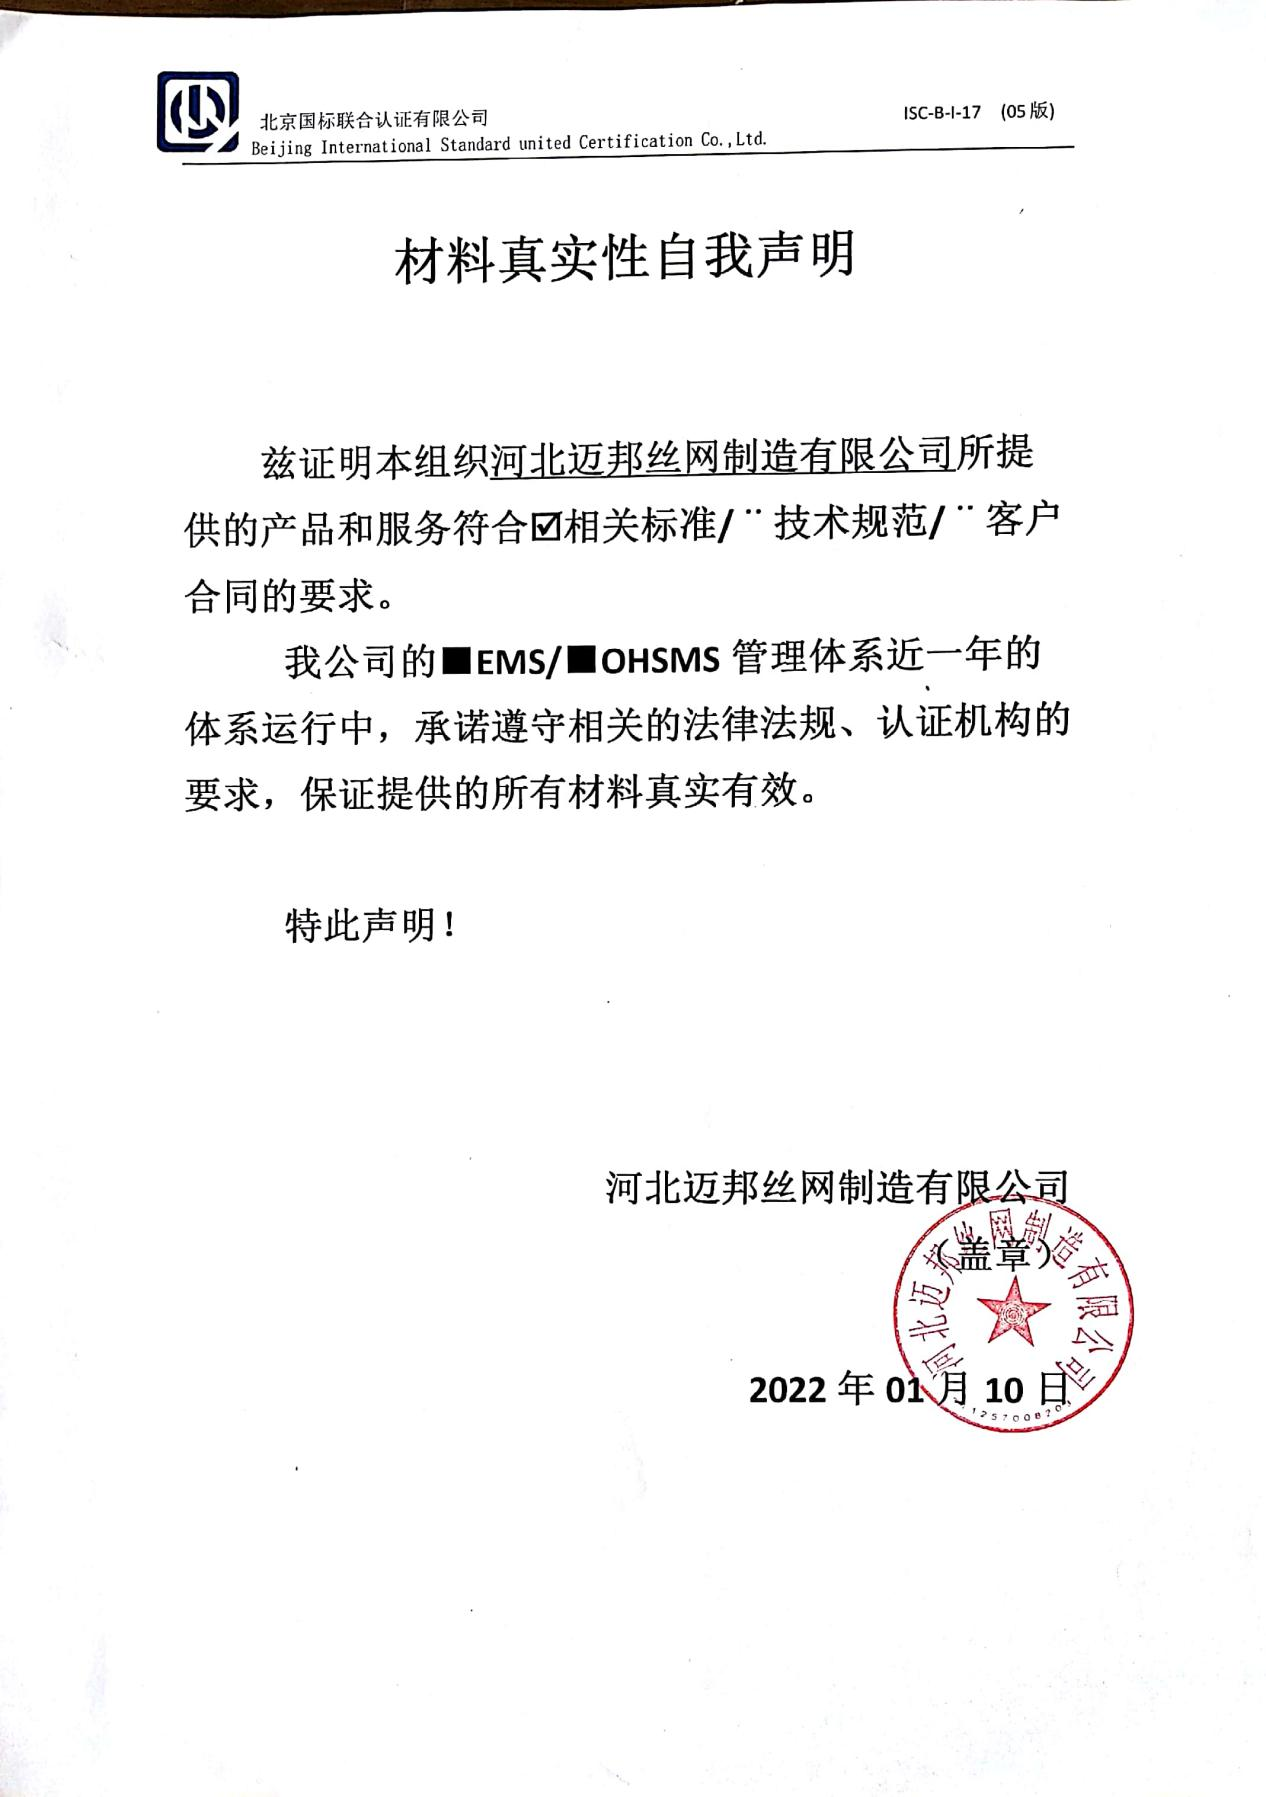 北京国标联合认证有限公司
ISC-B-I-17 (05版)
Beijing International Standard united Certification Co.,Ltd.
材料真实性自我声明
兹证明本组织河北迈邦丝网制造有限公司所提
供的产品和服务符合☑相关标准/¨技术规范/¨客户
合同的要求。
我公司的■EMS/■OHSMS 管理体系近一年的
体系运行中，承诺遵守相关的法律法规、认证机构的
要求，保证提供的所有材料真实有效。
特此声明！
河北迈邦丝网制造有限公司
（盖章）
河北迈邦丝网制造有限公司
2022 年 01 月 10 日